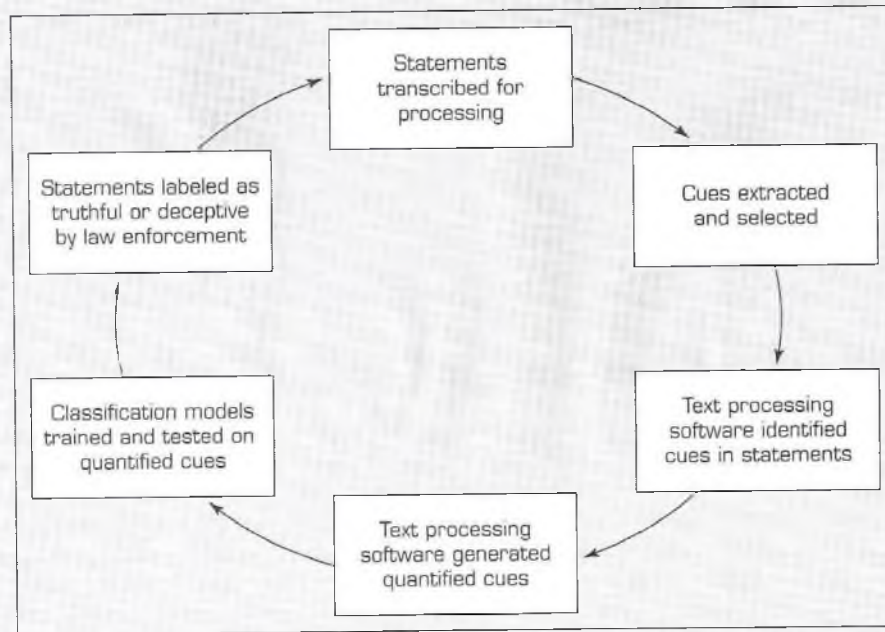 Statements
transcribed for
processing
Cues extracted
and selected
Text processing
software identified
cues in statements
Text processing
software generated
quantified cues
Classification models
trained and tested on
quantified cues
Statements labeled as
truthful or deceptive
by law enforcement